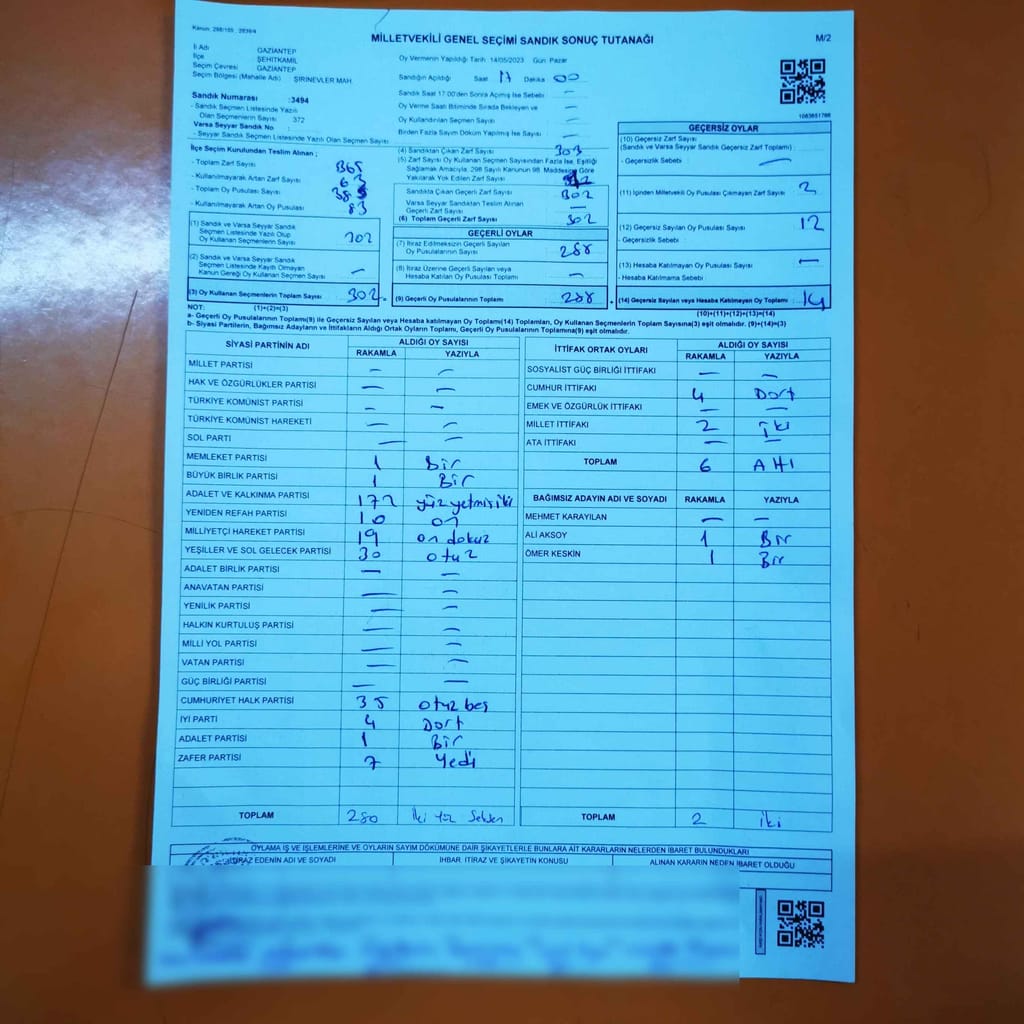 Kanun: 298/105, 2839/4
MİLLETVEKİLİ GENEL SEÇİMİ SANDIK SONUÇ TUTANAĞI
M/2
İl Adı GAZİANTEP
İlçe ŞEHİTKAMİL
Seçim Çevresi GAZİANTEP
Seçim Bölgesi (Mahalle Adı) ŞİRİNEVLER MAH.
Oy Vermenin Yapıldığı Tarih 14/05/2023 Gün Pazar
Sandığın Açıldığı Saat 17 Dakika 00
Sandık Saat 17.00'den Sonra Açılmış İse Sebebi —
Oy Verme Saati Bitiminde Sırada Bekleyen ve
Oy Kullandırılan Seçmen Sayısı —
Birden Fazla Sayım Döküm Yapılmış İse Sayısı —
1063651788
Sandık Numarası :3494
- Sandık Seçmen Listesinde Yazılı
Olan Seçmenlerin Sayısı 372
Varsa Seyyar Sandık No :
- Seyyar Sandık Seçmen Listesinde Yazılı Olan Seçmen Sayısı
İlçe Seçim Kurulundan Teslim Alınan ;
- Toplam Zarf Sayısı 365
- Kullanılmayarak Artan Zarf Sayısı 63
- Toplam Oy Pusulası Sayısı
- Kullanılmayarak Artan Oy Pusulası 83
(1) Sandık ve Varsa Seyyar Sandık
Seçmen Listesinde Yazılı Olup
Oy Kullanan Seçmenlerin Sayısı 302
(2) Sandık ve Varsa Seyyar Sandık
Seçmen Listesinde Kayıtlı Olmayan
Kanun Gereği Oy Kullanan Seçmen Sayısı —
(3) Oy Kullanan Seçmenlerin Toplam Sayısı 302
(4) Sandıktan Çıkan Zarf Sayısı 303
(5) Zarf Sayısı Oy Kullanan Seçmen Sayısından Fazla İse, Eşitliği
Sağlamak Amacıyla, 298 Sayılı Kanunun 98. Maddesine Göre
Yakılarak Yok Edilen Zarf Sayısı
Sandıkta Çıkan Geçerli Zarf Sayısı 302
Varsa Seyyar Sandıktan Teslim Alınan
Geçerli Zarf Sayısı —
(6) Toplam Geçerli Zarf Sayısı 302
GEÇERLİ OYLAR
(7) İtiraz Edilmeksizin Geçerli Sayılan
Oy Pusulalarının Sayısı 288
(8) İtiraz Üzerine Geçerli Sayılan veya
Hesaba Katılan Oy Pusulası Toplamı —
(9) Geçerli Oy Pusulalarının Toplamı 288
GEÇERSİZ OYLAR
(10) Geçersiz Zarf Sayısı
(Sandık ve Varsa Seyyar Sandık Geçersiz Zarf Toplamı)
- Geçersizlik Sebebi —
(11) İçinden Milletvekili Oy Pusulası Çıkmayan Zarf Sayısı 2
(12) Geçersiz Sayılan Oy Pusulası Sayısı 12
- Geçersizlik Sebebi
(13) Hesaba Katılmayan Oy Pusulası Sayısı —
- Hesaba Katılmama Sebebi
(14) Geçersiz Sayılan veya Hesaba Katılmayan Oy Toplamı 14
NOT: (1)+(2)=(3)
(10)+(11)+(12)+(13)=(14)
a- Geçerli Oy Pusulalarının Toplamı(9) ile Geçersiz Sayılan veya Hesaba Katılmayan Oy Toplamı(14) Toplamları, Oy Kullanan Seçmenlerin Toplam Sayısına(3) eşit olmalıdır. (9)+(14)=(3)
b- Siyasi Partilerin, Bağımsız Adayların ve İttifakların Aldığı Ortak Oyların Toplamı, Geçerli Oy Pusulalarının Toplamına(9) eşit olmalıdır.
SİYASİ PARTİNİN ADI ALDIĞI OY SAYISI
RAKAMLA YAZIYLA
MİLLET PARTİSİ — —
HAK VE ÖZGÜRLÜKLER PARTİSİ — —
TÜRKİYE KOMÜNİST PARTİSİ — —
TÜRKİYE KOMÜNİST HAREKETİ — —
SOL PARTİ — —
MEMLEKET PARTİSİ 1 Bir
BÜYÜK BİRLİK PARTİSİ 1 Bir
ADALET VE KALKINMA PARTİSİ 172 yüz yetmiş iki
YENİDEN REFAH PARTİSİ 10 on
MİLLİYETÇİ HAREKET PARTİSİ 19 on dokuz
YEŞİLLER VE SOL GELECEK PARTİSİ 30 otuz
ADALET BİRLİK PARTİSİ — —
ANAVATAN PARTİSİ — —
YENİLİK PARTİSİ — —
HALKIN KURTULUŞ PARTİSİ — —
MİLLİ YOL PARTİSİ — —
VATAN PARTİSİ — —
GÜÇ BİRLİĞİ PARTİSİ — —
CUMHURİYET HALK PARTİSİ 35 otuz beş
İYİ PARTİ 4 Dört
ADALET PARTİSİ 1 Bir
ZAFER PARTİSİ 7 Yedi
TOPLAM 280 İki Yüz Seksen
İTTİFAK ORTAK OYLARI ALDIĞI OY SAYISI
RAKAMLA YAZIYLA
SOSYALİST GÜÇ BİRLİĞİ İTTİFAKI — —
CUMHUR İTTİFAKI 4 Dört
EMEK VE ÖZGÜRLÜK İTTİFAKI — —
MİLLET İTTİFAKI 2 İki
ATA İTTİFAKI — —
TOPLAM 6 Altı
BAĞIMSIZ ADAYIN ADI VE SOYADI RAKAMLA YAZIYLA
MEHMET KARAYILAN — —
ALİ AKSOY 1 Bir
ÖMER KESKİN 1 Bir
TOPLAM 2 iki
OYLAMA İŞ VE İŞLEMLERİNE VE OYLARIN SAYIM DÖKÜMÜNE DAİR ŞİKAYETLERLE BUNLARA AİT KARARLARIN NELERDEN İBARET BULUNDUKLARI
İTİRAZ EDENİN ADI VE SOYADI İHBAR, İTİRAZ VE ŞİKAYETİN KONUSU ALINAN KARARIN NEDEN İBARET OLDUĞU